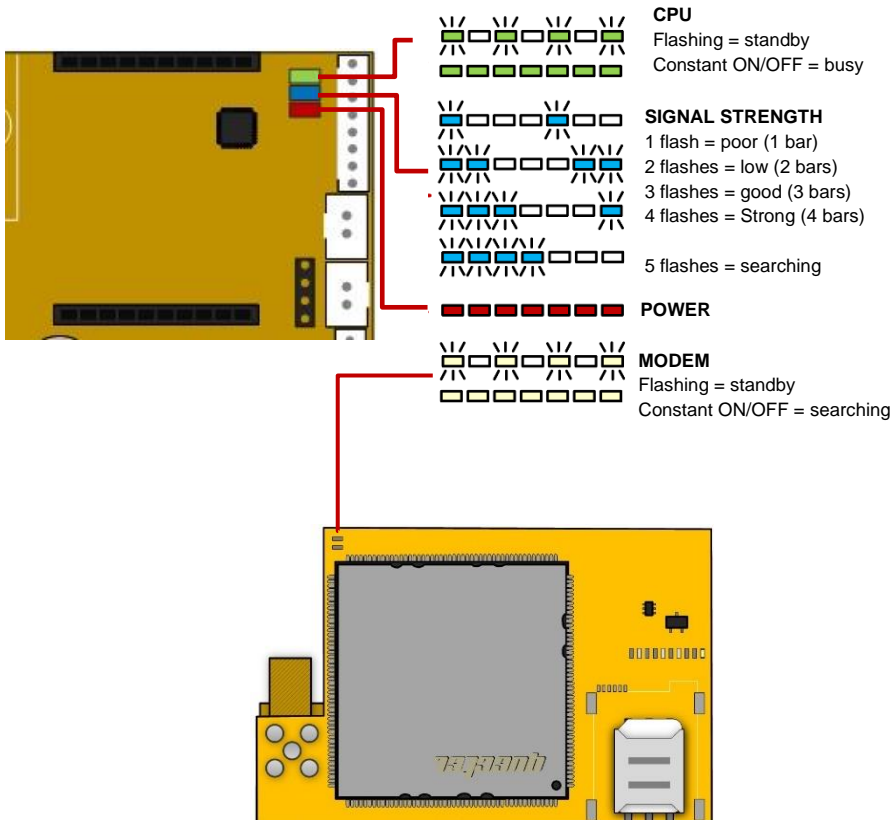 CPU
Flashing = standby
Constant ON/OFF = busy
SIGNAL STRENGTH
1 flash = poor (1 bar)
2 flashes = low (2 bars)
3 flashes = good (3 bars)
4 flashes = Strong (4 bars)
5 flashes = searching
POWER
MODEM
Flashing = standby
Constant ON/OFF = searching